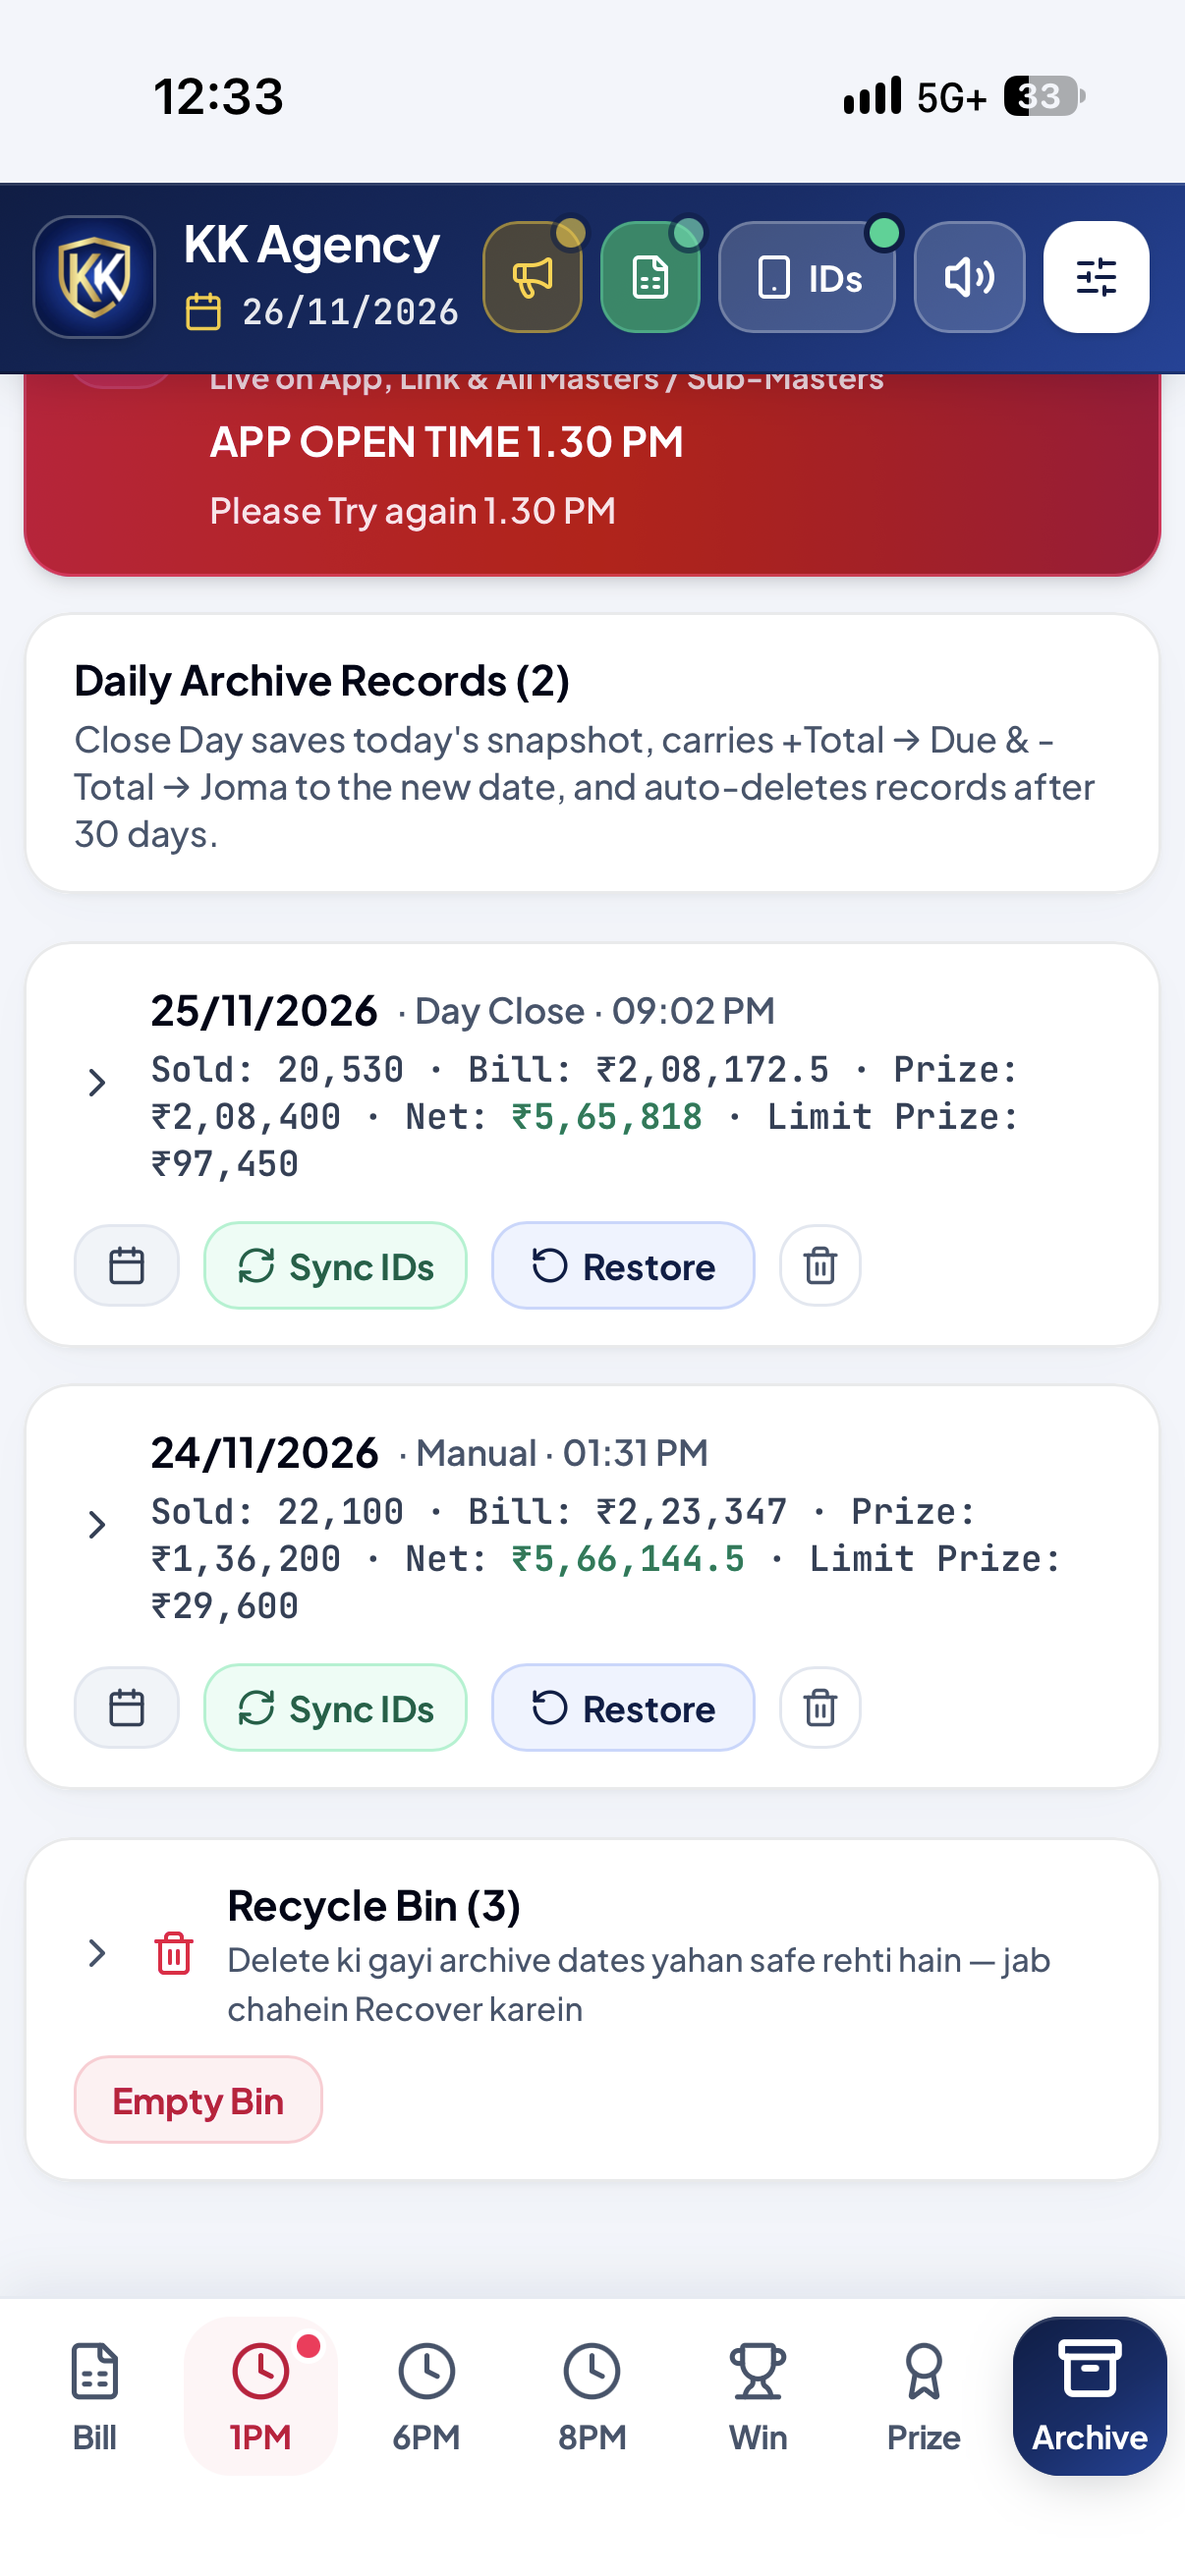 12:33
5G+
33
KK
KK Agency
26/11/2026
IDs
Live on App, Link & All Masters / Sub-Masters
APP OPEN TIME 1.30 PM
Please Try again 1.30 PM
Daily Archive Records (2)
Close Day saves today's snapshot, carries +Total → Due & -
Total → Joma to the new date, and auto-deletes records after
30 days.
25/11/2026 · Day Close · 09:02 PM
Sold: 20,530 · Bill: ₹2,08,172.5 · Prize:
₹2,08,400 · Net: ₹5,65,818 · Limit Prize:
₹97,450
Sync IDs
Restore
24/11/2026 · Manual · 01:31 PM
Sold: 22,100 · Bill: ₹2,23,347 · Prize:
₹1,36,200 · Net: ₹5,66,144.5 · Limit Prize:
₹29,600
Sync IDs
Restore
Recycle Bin (3)
Delete ki gayi archive dates yahan safe rehti hain — jab
chahein Recover karein
Empty Bin
Bill
1PM
6PM
8PM
Win
Prize
Archive